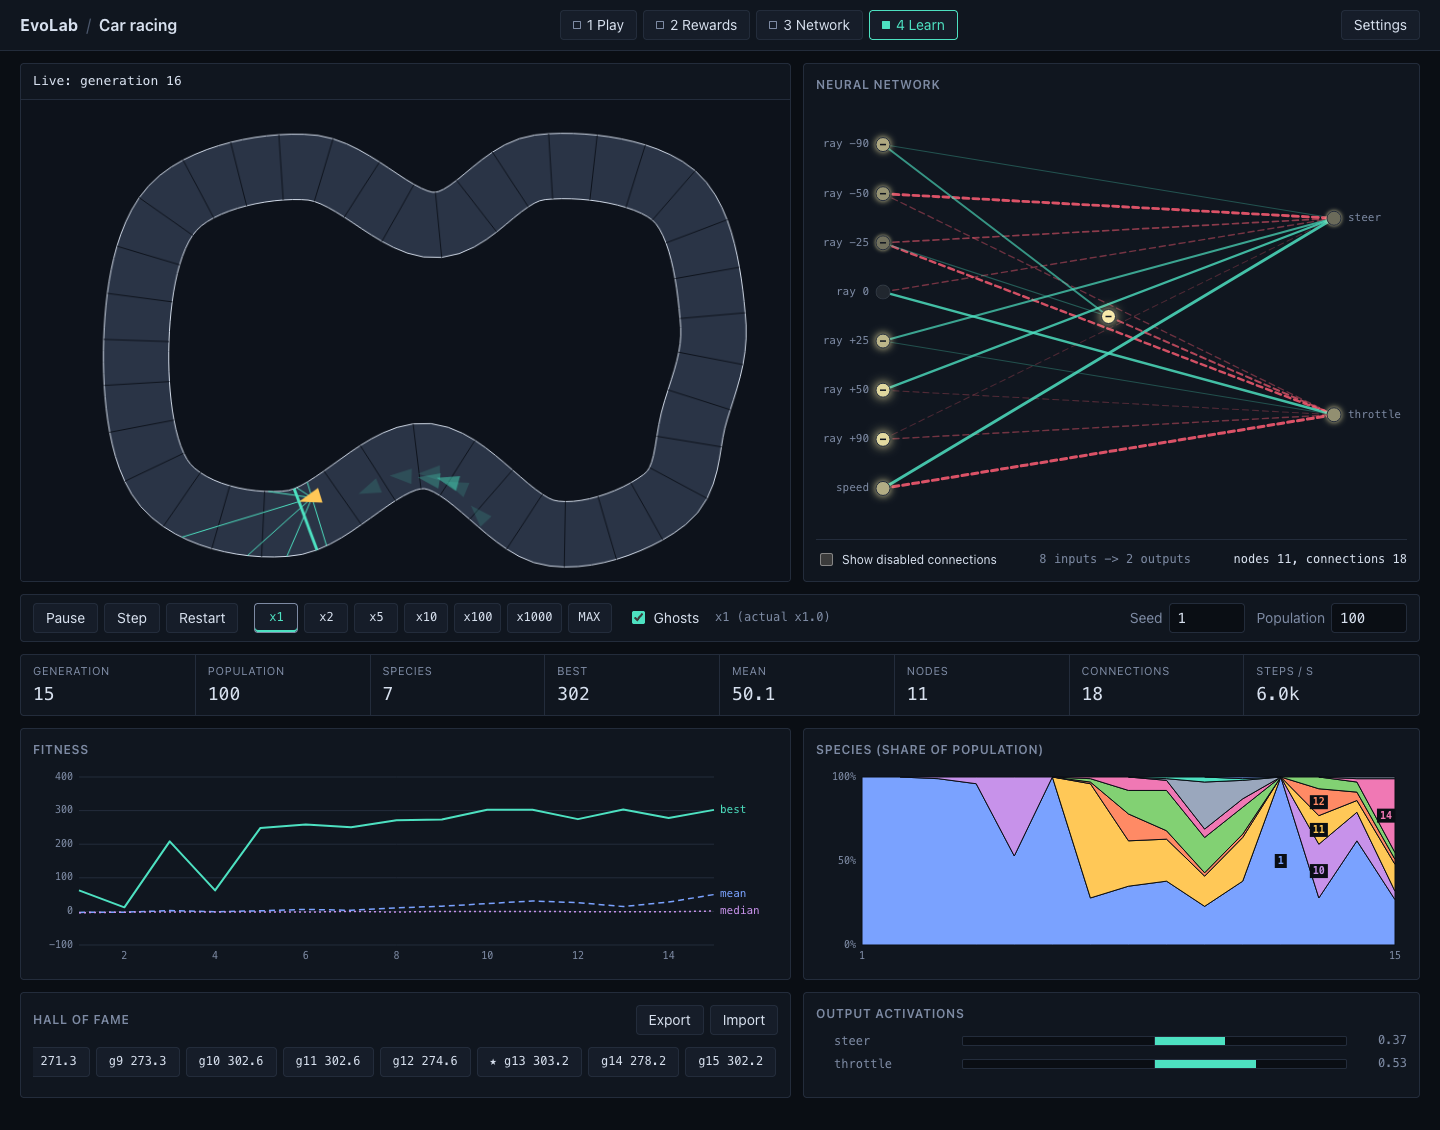 EvoLab / Car racing
1 Play
2 Rewards
3 Network
4 Learn
Settings
Live: generation 16
NEURAL NETWORK
ray −90
ray −50
ray −25
ray 0
ray +25
ray +50
ray +90
speed
steer
throttle
Show disabled connections
8 inputs −> 2 outputs
nodes 11, connections 18
Pause
Step
Restart
x1
x2
x5
x10
x100
x1000
MAX
Ghosts
x1 (actual x1.0)
Seed 1
Population 100
GENERATION
15
POPULATION
100
SPECIES
7
BEST
302
MEAN
50.1
NODES
11
CONNECTIONS
18
STEPS / S
6.0k
FITNESS
400
300
200
100
0
−100
2 4 6 8 10 12 14
best
mean
median
SPECIES (SHARE OF POPULATION)
100%
50%
0%
1 15
12
14
11
1
10
HALL OF FAME
Export
Import
271.3
g9 273.3
g10 302.6
g11 302.6
g12 274.6
★ g13 303.2
g14 278.2
g15 302.2
OUTPUT ACTIVATIONS
steer 0.37
throttle 0.53